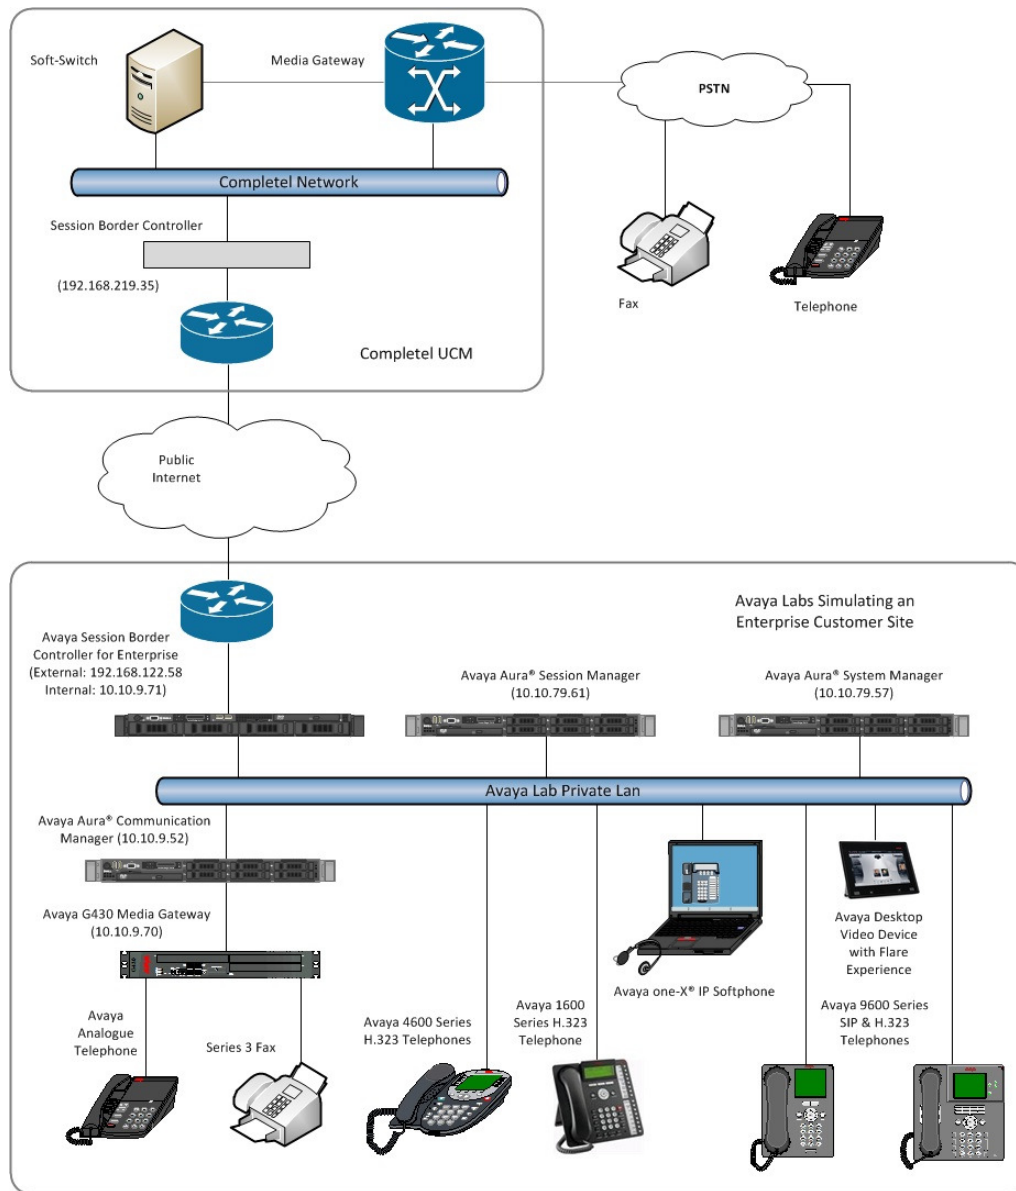 Soft-Switch
Media Gateway
PSTN
Completel Network
Session Border Controller
(192.168.219.35)
Fax
Telephone
Completel UCM
Public
Internet
Avaya Labs Simulating an
Enterprise Customer Site
Avaya Session Border
Controller for Enterprise
(External: 192.168.122.58
Internal: 10.10.9.71)
Avaya Aura® Session Manager
(10.10.79.61)
Avaya Aura® System Manager
(10.10.79.57)
Avaya Lab Private Lan
Avaya Aura® Communication
Manager (10.10.9.52)
Avaya G430 Media Gateway
(10.10.9.70)
Avaya Desktop
Video Device
with Flare
Experience
Avaya one-X® IP Softphone
Avaya
Analogue
Telephone
Series 3 Fax
Avaya 4600 Series
H.323 Telephones
Avaya 1600
Series H.323
Telephone
Avaya 9600 Series
SIP & H.323
Telephones